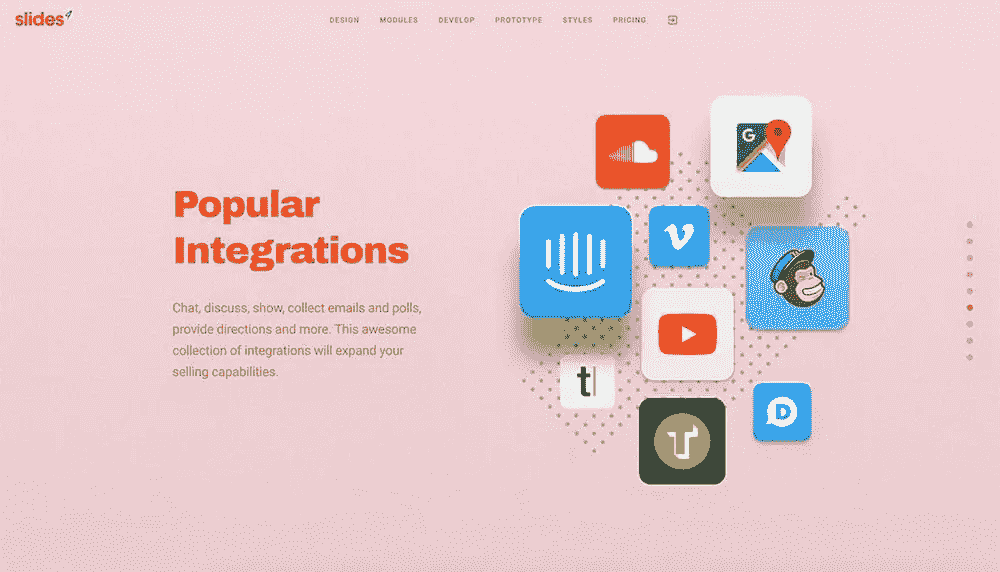 slides
DESIGN MODULES DEVELOP PROTOTYPE STYLES PRICING
Popular
Integrations
Chat, discuss, show, collect emails and polls,
provide directions and more. This awesome
collection of integrations will expand your
selling capabilities.
G
v
t|
T
D